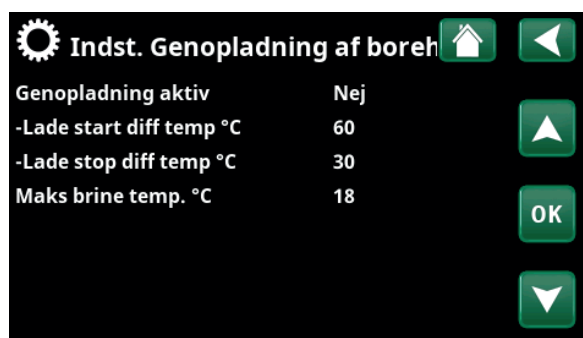 Indst. Genopladning af boreh
Genopladning aktiv Nej
-Lade start diff temp °C 60
-Lade stop diff temp °C 30
Maks brine temp. °C 18
OK